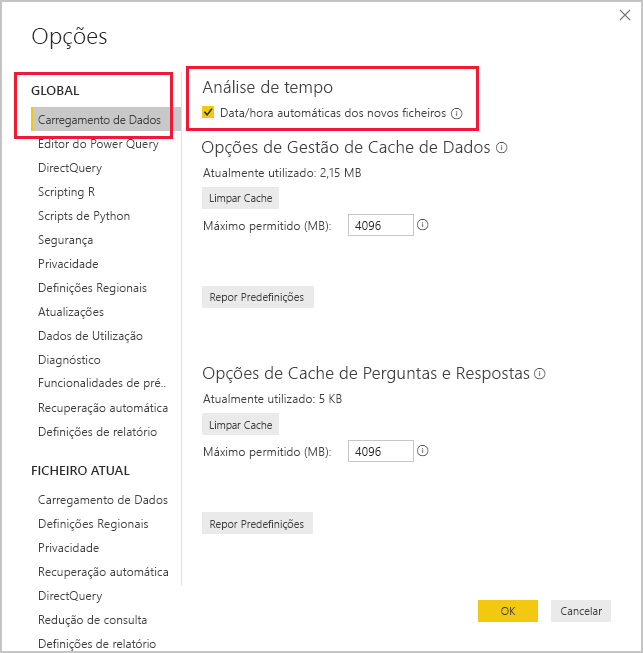 Opções
GLOBAL
Carregamento de Dados
Editor do Power Query
DirectQuery
Scripting R
Scripts de Python
Segurança
Privacidade
Definições Regionais
Atualizações
Dados de Utilização
Diagnóstico
Funcionalidades de pré..
Recuperação automática
Definições de relatório
FICHEIRO ATUAL
Carregamento de Dados
Definições Regionais
Privacidade
Recuperação automática
DirectQuery
Redução de consulta
Definições de relatório
Análise de tempo
Data/hora automáticas dos novos ficheiros
Opções de Gestão de Cache de Dados
Atualmente utilizado: 2,15 MB
Limpar Cache
Máximo permitido (MB): 4096
Repor Predefinições
Opções de Cache de Perguntas e Respostas
Atualmente utilizado: 5 KB
Limpar Cache
Máximo permitido (MB): 4096
Repor Predefinições
OK Cancelar